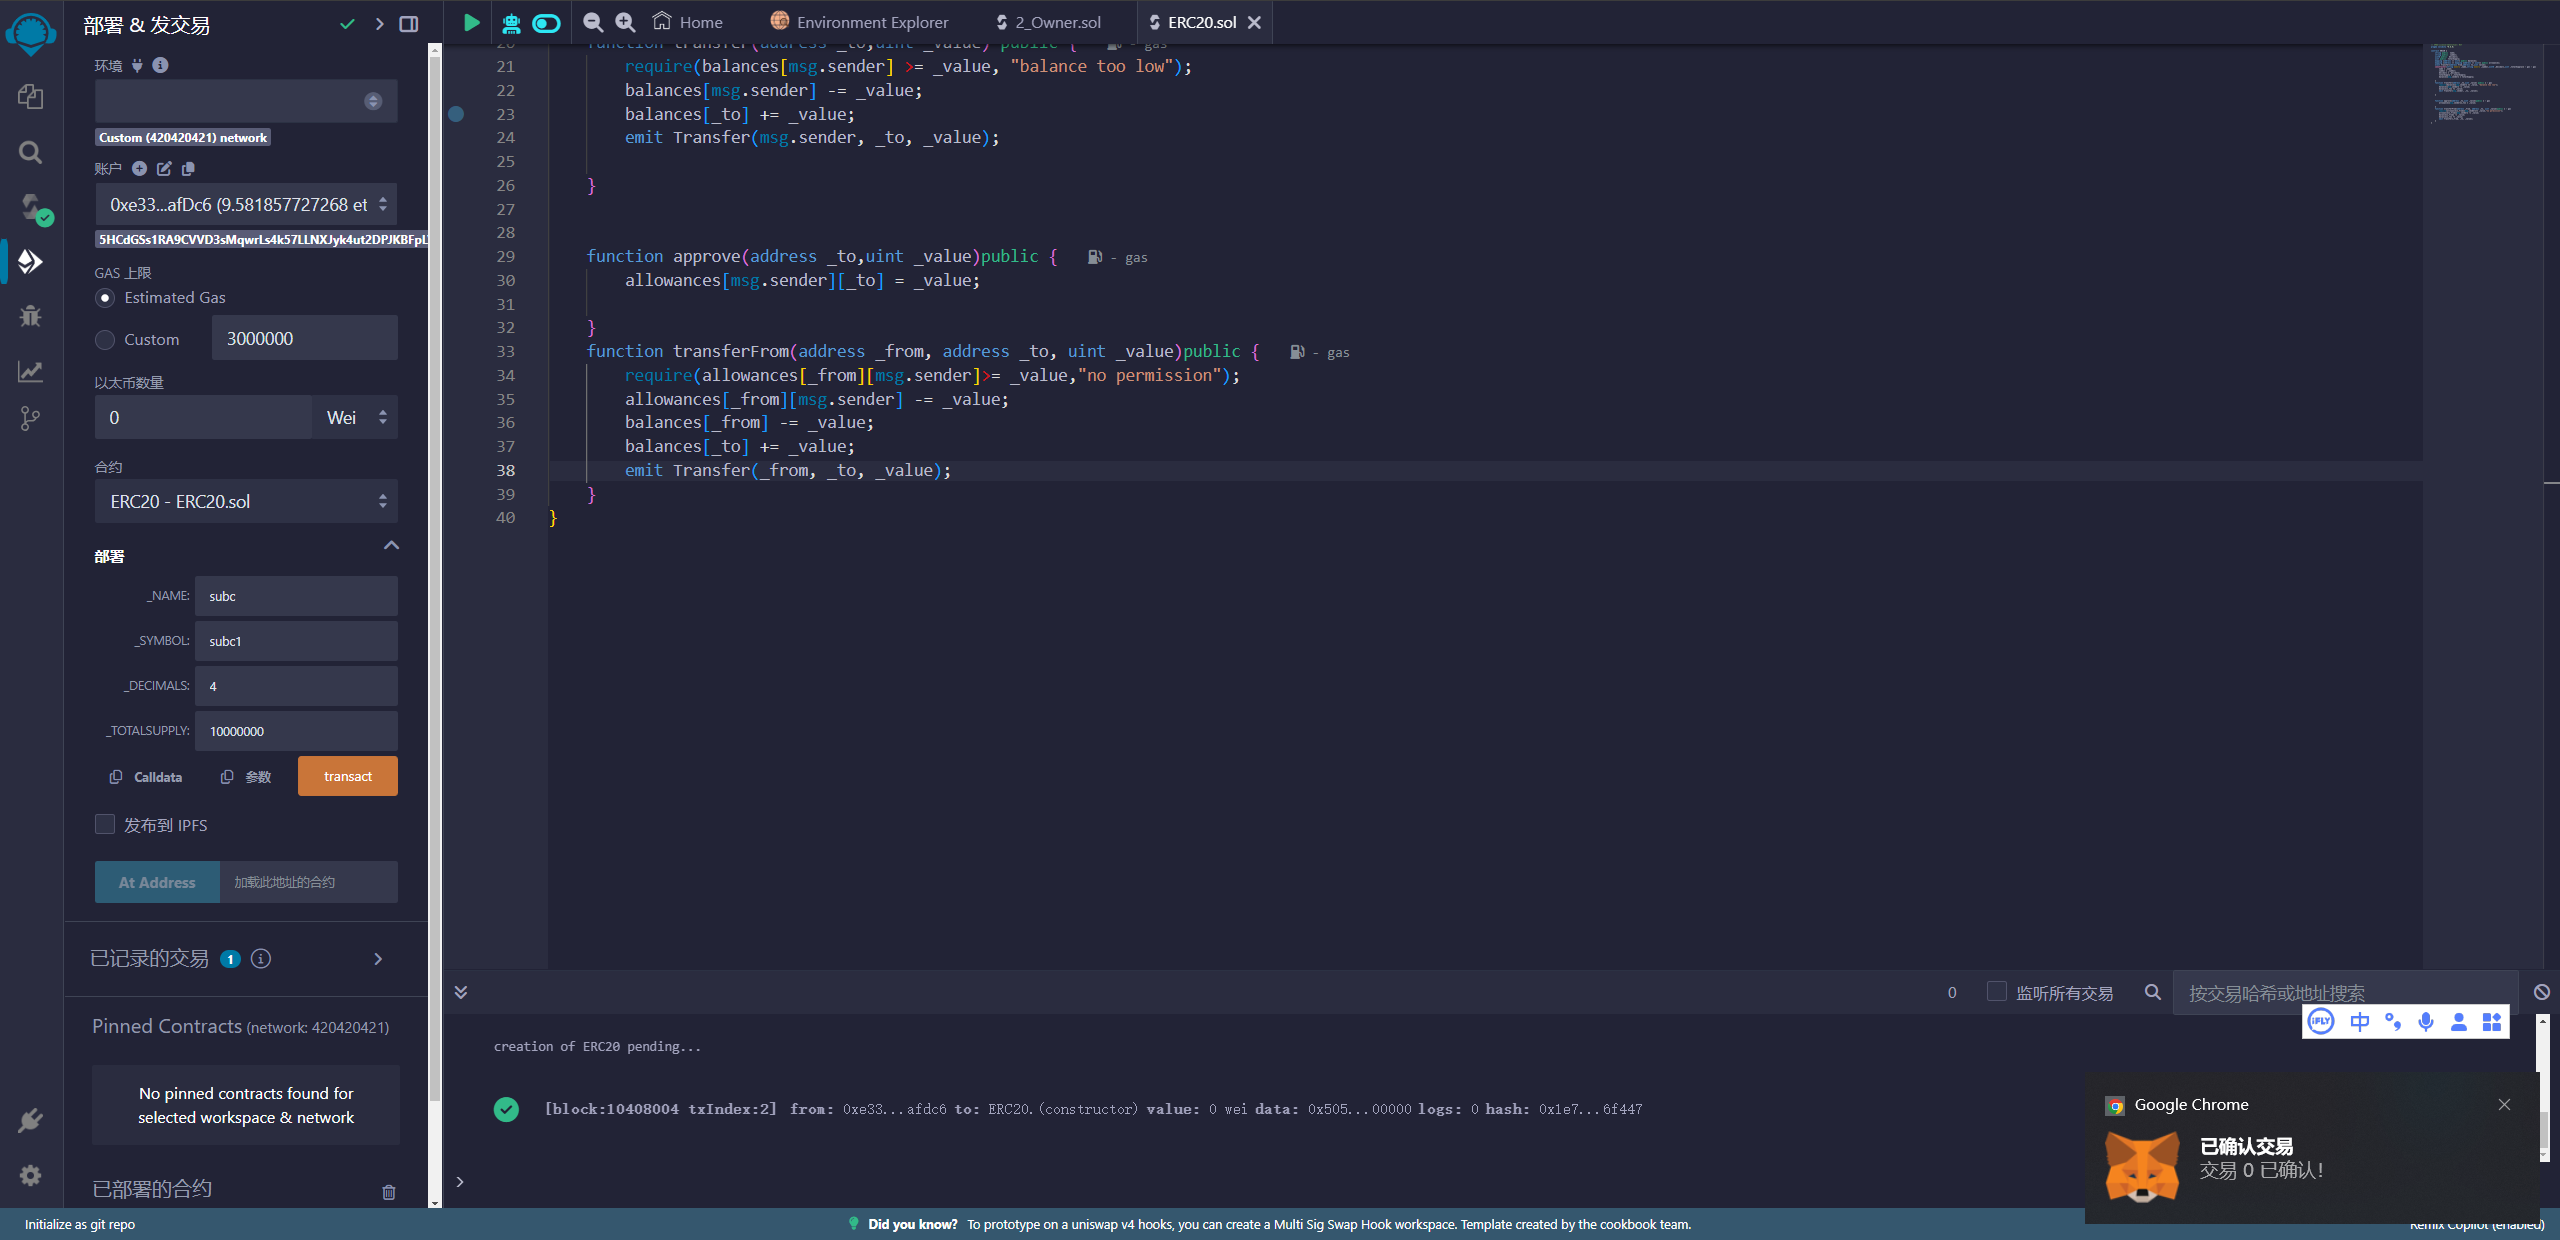 部署 & 发交易
环境
Custom (420420421) network
账户
0xe33...afDc6 (9.581857727268 et
5HCdGSs1RA9CVVD3sMqwrLs4k57LLNXJyk4ut2DPJKBFpL
GAS 上限
Estimated Gas
Custom
3000000
以太币数量
0
Wei
合约
ERC20 - ERC20.sol
部署
_NAME:
subc
_SYMBOL:
subc1
_DECIMALS:
4
_TOTALSUPPLY:
10000000
Calldata
参数
transact
发布到 IPFS
At Address
加载此地址的合约
已记录的交易 1
Pinned Contracts (network: 420420421)
No pinned contracts found for
selected workspace & network
已部署的合约
Home
Environment Explorer
2_Owner.sol
ERC20.sol
20 function transfer(address _to,uint _value) public { - gas
21 require(balances[msg.sender] >= _value, "balance too low");
22 balances[msg.sender] -= _value;
23 balances[_to] += _value;
24 emit Transfer(msg.sender, _to, _value);
25
26 }
27
28
29 function approve(address _to,uint _value)public { - gas
30 allowances[msg.sender][_to] = _value;
31
32 }
33 function transferFrom(address _from, address _to, uint _value)public { - gas
34 require(allowances[_from][msg.sender]>= _value,"no permission");
35 allowances[_from][msg.sender] -= _value;
36 balances[_from] -= _value;
37 balances[_to] += _value;
38 emit Transfer(_from, _to, _value);
39 }
40 }
0
监听所有交易
按交易哈希或地址搜索
iFLY 中
creation of ERC20 pending...
[block:10408004 txIndex:2] from: 0xe33...afdc6 to: ERC20.(constructor) value: 0 wei data: 0x505...00000 logs: 0 hash: 0x1e7...6f447
>
Google Chrome
已确认交易
交易 0 已确认!
Initialize as git repo
Did you know? To prototype on a uniswap v4 hooks, you can create a Multi Sig Swap Hook workspace. Template created by the cookbook team.
Remix Copilot (enabled)